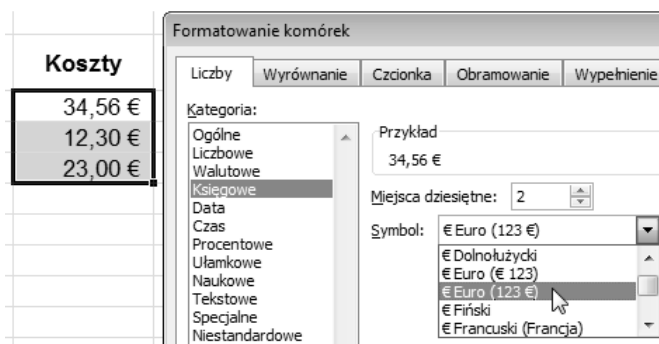 Koszty
34,56 €
12,30 €
23,00 €
Formatowanie komórek
Liczby Wyrównanie Czcionka Obramowanie Wypełnienie
Kategoria:
Ogólne
Liczbowe
Walutowe
Księgowe
Data
Czas
Procentowe
Ułamkowe
Naukowe
Tekstowe
Specjalne
Niestandardowe
Przykład
34,56 €
Miejsca dziesiętne: 2
Symbol: € Euro (123 €)
€ Dolnołużycki
€ Euro (€ 123)
€ Euro (123 €)
€ Fiński
€ Francuski (Francja)